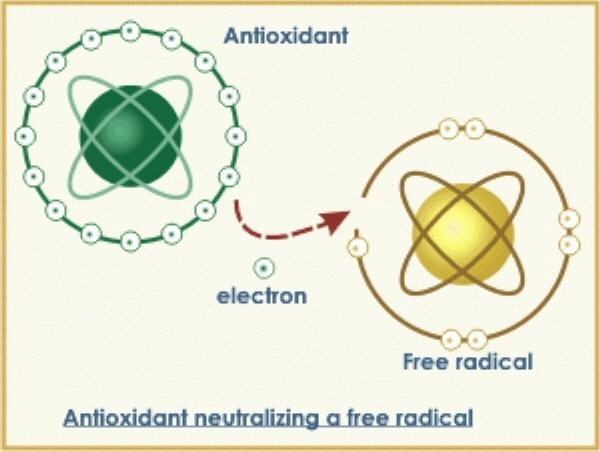 Antioxidant
electron
Free radical
Antioxidant neutralizing a free radical